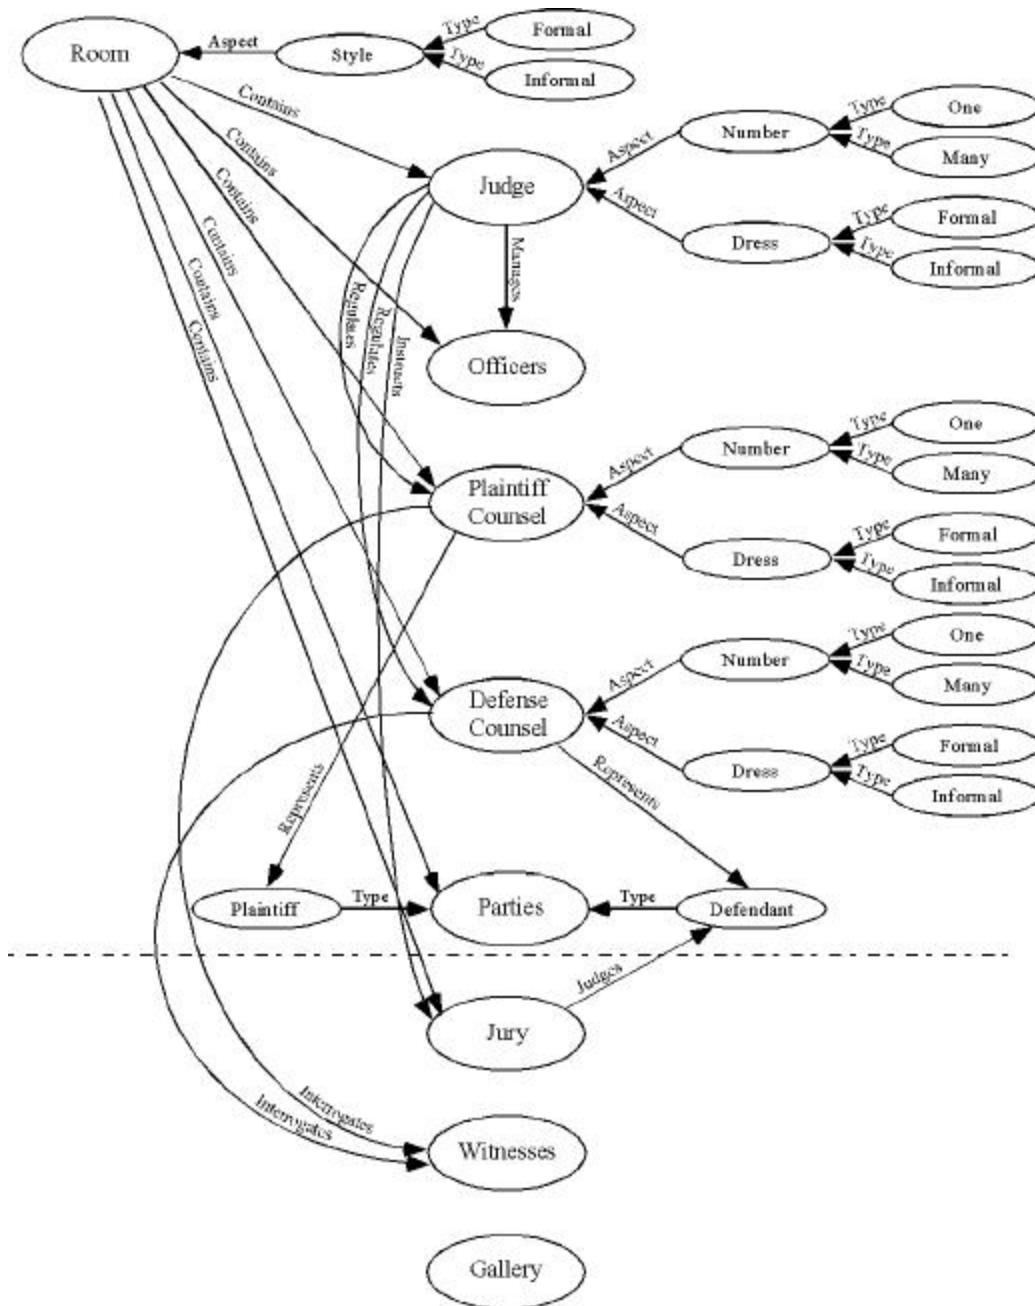 Room
Aspect
Style
Type
Formal
Type
Informal
Contains
Contains
Contains
Contains
Contains
Contains
Judge
Aspect
Number
Type
One
Type
Many
Aspect
Dress
Type
Formal
Type
Informal
Manages
Regulates
Regulates
Instructs
Officers
Plaintiff
Counsel
Aspect
Number
Type
One
Type
Many
Aspect
Dress
Type
Formal
Type
Informal
Defense
Counsel
Aspect
Number
Type
One
Type
Many
Aspect
Dress
Type
Formal
Type
Informal
Represents
Represents
Plaintiff
Type
Parties
Type
Defendant
Judges
Jury
Interrogates
Interrogates
Witnesses
Gallery